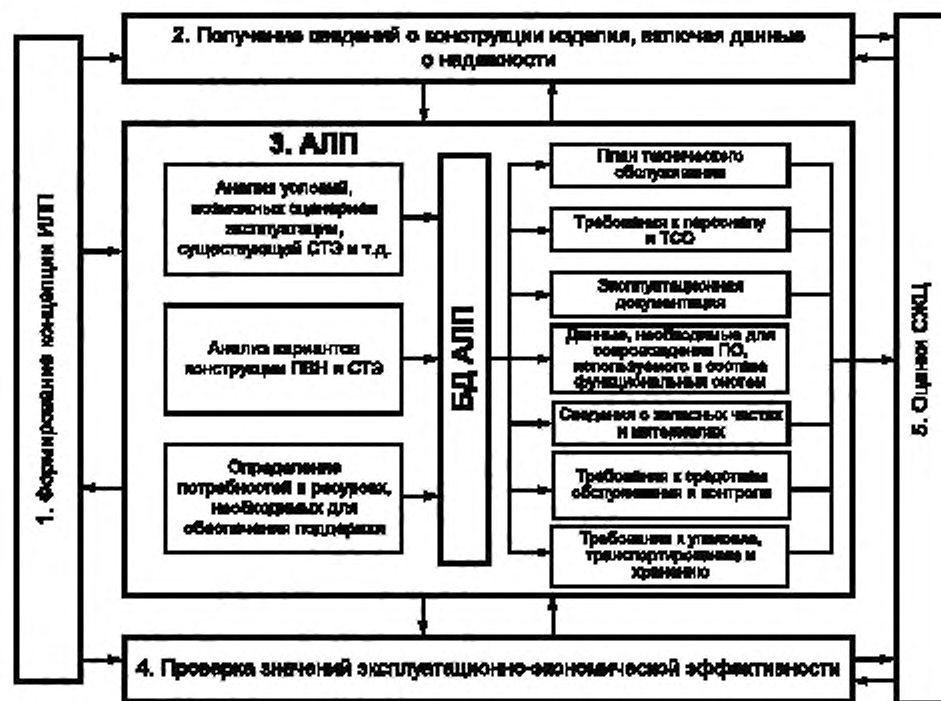 1. Формирование концепции ИЛП
2. Получение сведений о конструкции изделия, включая данные
о надежности
3. АЛП
Анализ условий,
возможных сценариев
эксплуатации,
существующей СТЭ и т.д.
Анализ вариантов
конструкции ПВН и СТЭ
Определение
потребностей в ресурсах,
необходимых для
обеспечения поддержки
БД АЛП
План технического
обслуживания
Требования к персоналу
и ТСО
Эксплуатационная
документация
Данные, необходимые для
сопровождения ПО,
используемого в составе
функциональных систем
Сведения о запасных частях
и материалах
Требования к средствам
обслуживания и контроля
Требования к упаковке,
транспортированию и
хранению
4. Проверка значений эксплуатационно-экономической эффективности
5. Оценки СЖЦ